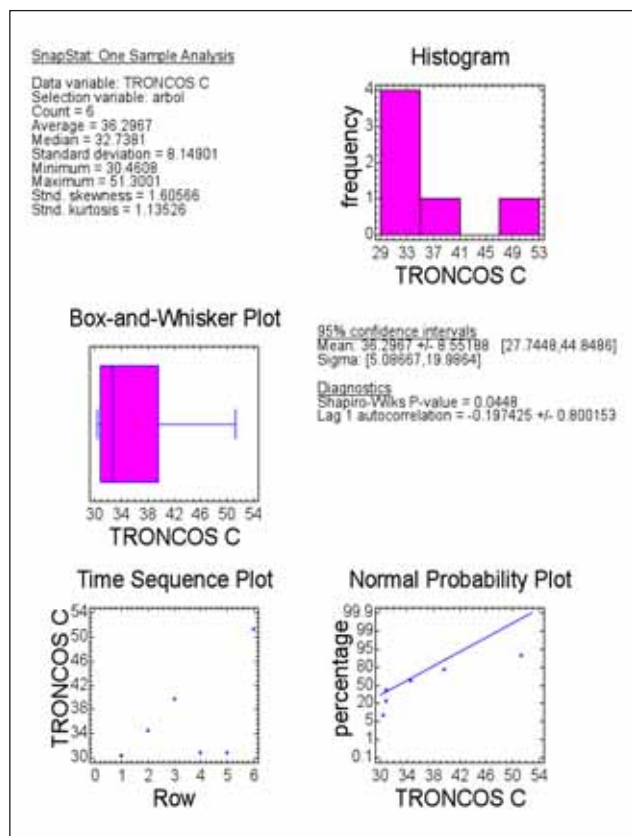 SnapStat: One Sample Analysis
Data variable: TRONCOS C
Selection variable: arbol
Count = 6
Average = 36.2967
Median = 32.7381
Standard deviation = 8.14901
Minimum = 30.4608
Maximum = 51.3001
Stnd. skewness = 1.60566
Stnd. kurtosis = 1.13526
Histogram
frequency
4
3
2
1
0
29 33 37 41 45 49 53
TRONCOS C
Box-and-Whisker Plot
30 34 38 42 46 50 54
TRONCOS C
95% confidence intervals
Mean: 36.2967 +/- 8.55188 [27.7448,44.8486]
Sigma: [5.08667,19.9864]
Diagnostics
Shapiro-Wilks P-value = 0.0448
Lag 1 autocorrelation = -0.197425 +/- 0.800153
Time Sequence Plot
TRONCOS C
54
50
46
42
38
34
30
0 1 2 3 4 5 6
Row
Normal Probability Plot
percentage
99.9
99
95
80
50
20
5
1
0.1
30 34 38 42 46 50 54
TRONCOS C